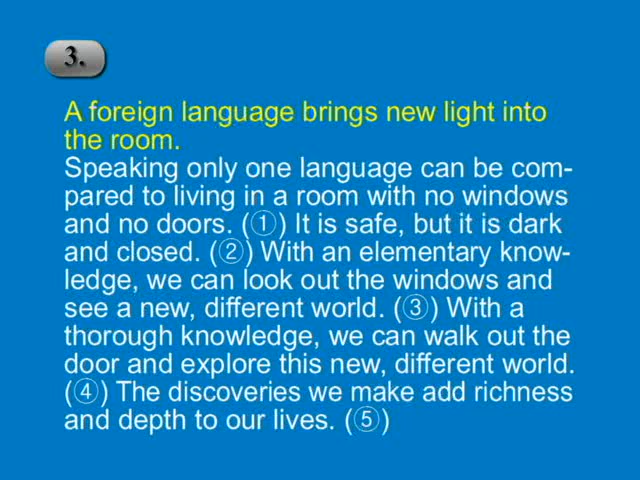 3.
A foreign language brings new light into
the room.
Speaking only one language can be com-
pared to living in a room with no windows
and no doors. (①) It is safe, but it is dark
and closed. (②) With an elementary know-
ledge, we can look out the windows and
see a new, different world. (③) With a
thorough knowledge, we can walk out the
door and explore this new, different world.
(④) The discoveries we make add richness
and depth to our lives. (⑤)